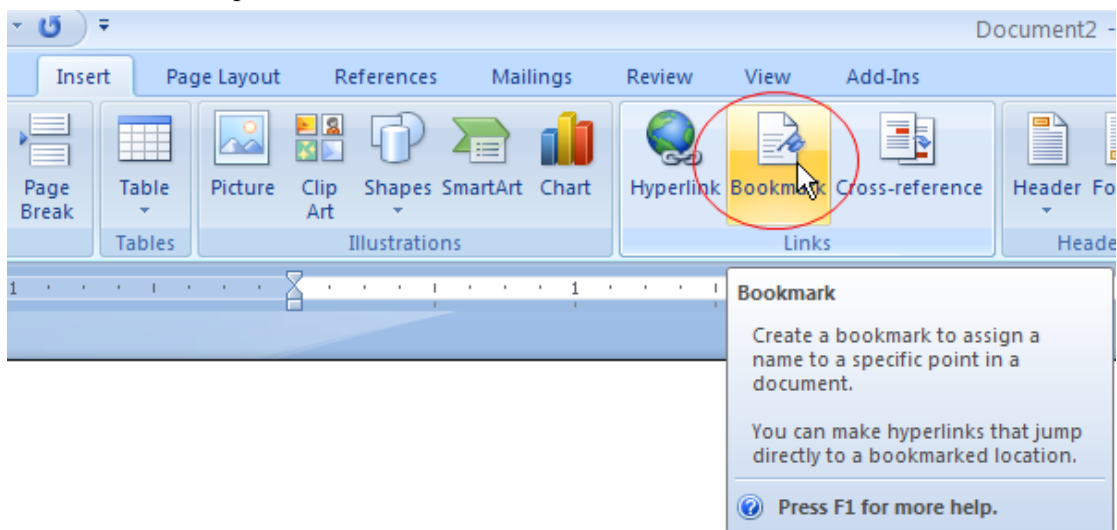 Document2 -
Insert Page Layout References Mailings Review View Add-Ins
Page Break
Table
Picture
Clip Art
Shapes
SmartArt
Chart
Hyperlink
Bookmark
Cross-reference
Header
Tables
Illustrations
Links
1 1
Bookmark
Create a bookmark to assign a
name to a specific point in a
document.
You can make hyperlinks that jump
directly to a bookmarked location.
Press F1 for more help.